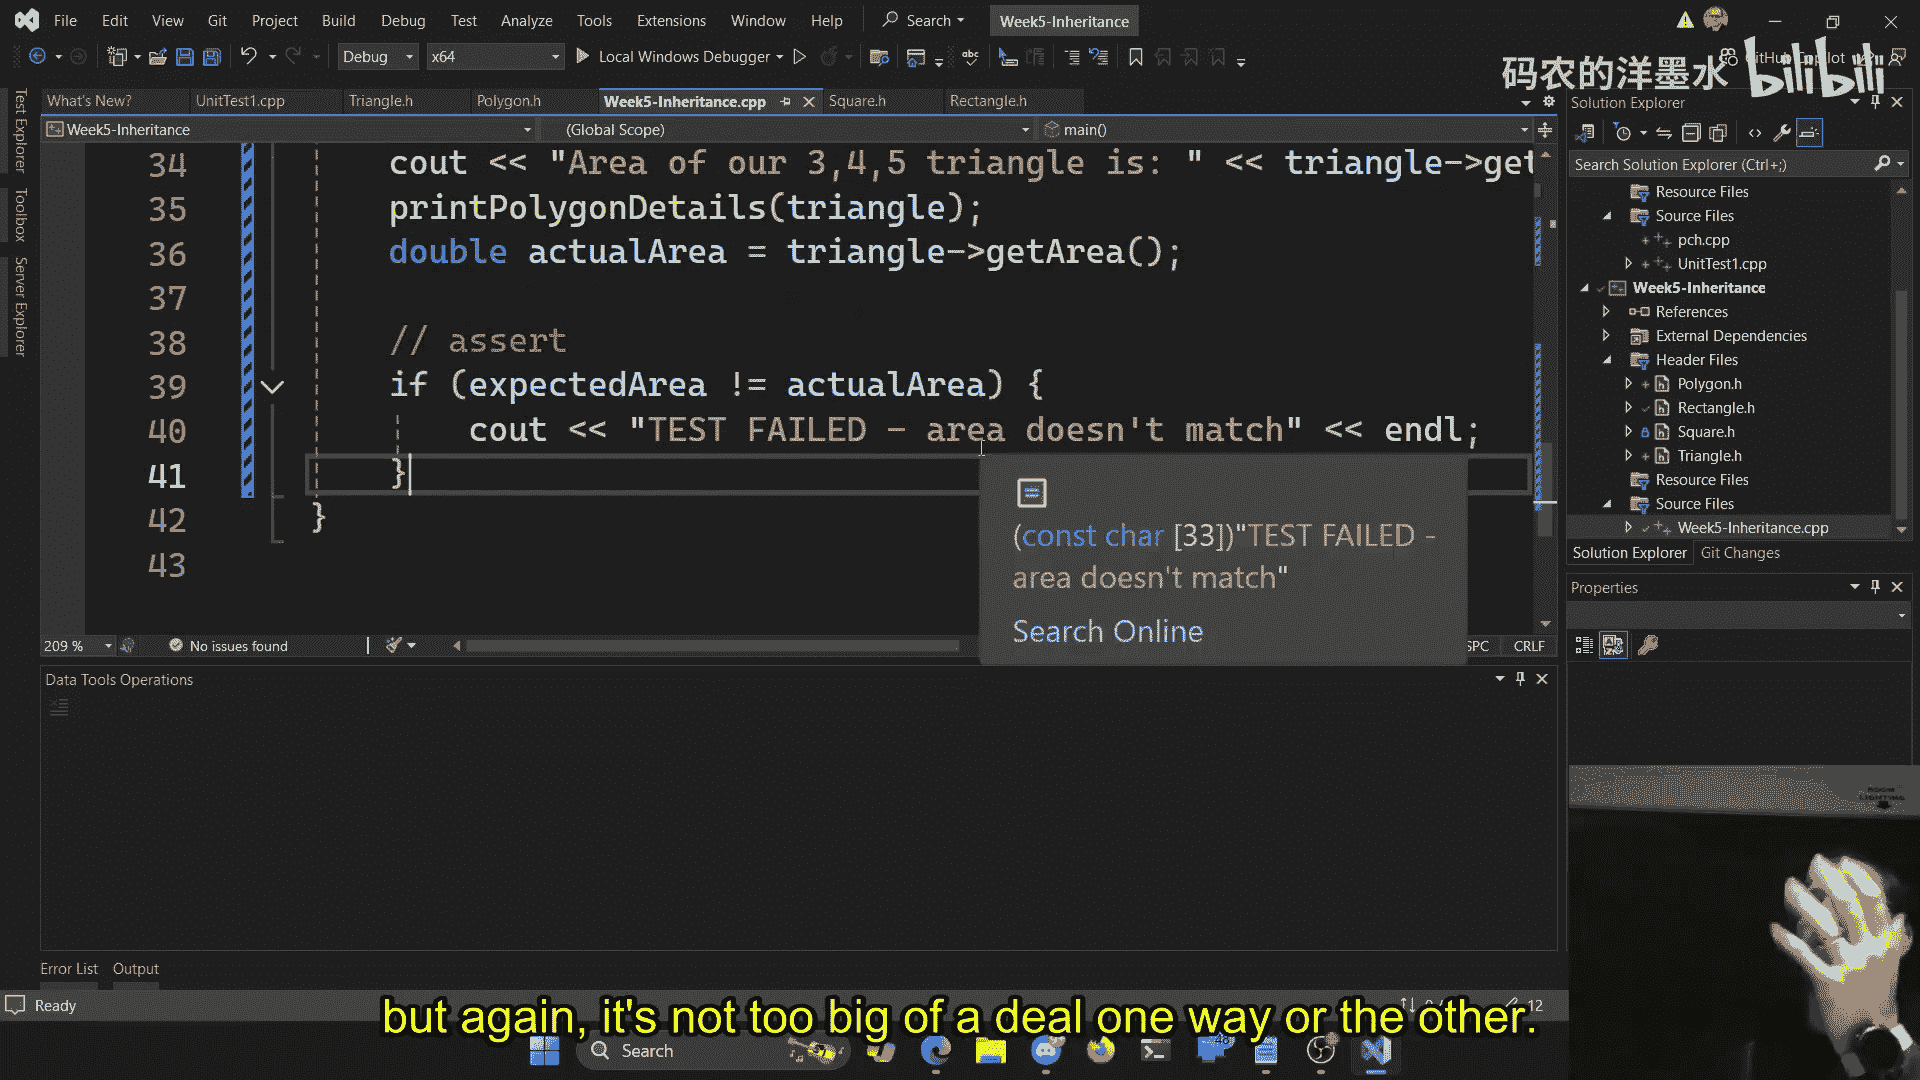 File Edit View Git Project Build Debug Test Analyze Tools Extensions Window Help Search Week5-Inheritance
Debug x64 Local Windows Debugger
码农的洋墨水 bilibili
What's New? UnitTest1.cpp Triangle.h Polygon.h Week5-Inheritance.cpp Square.h Rectangle.h
Week5-Inheritance (Global Scope) main()
Test Explorer
Toolbox
Server Explorer
34 cout << "Area of our 3,4,5 triangle is: " << triangle->get
35 printPolygonDetails(triangle);
36 double actualArea = triangle->getArea();
37
38 // assert
39 if (expectedArea != actualArea) {
40 cout << "TEST FAILED - area doesn't match" << endl;
41 }
42 }
43
(const char [33])"TEST FAILED -
area doesn't match"
Search Online
209 % No issues found SPC CRLF
Data Tools Operations
Error List Output
Ready
Solution Explorer
Search Solution Explorer (Ctrl+;)
Resource Files
Source Files
pch.cpp
UnitTest1.cpp
Week5-Inheritance
References
External Dependencies
Header Files
Polygon.h
Rectangle.h
Square.h
Triangle.h
Resource Files
Source Files
Week5-Inheritance.cpp
Solution Explorer Git Changes
Properties
but again, it's not too big of a deal one way or the other.
Search